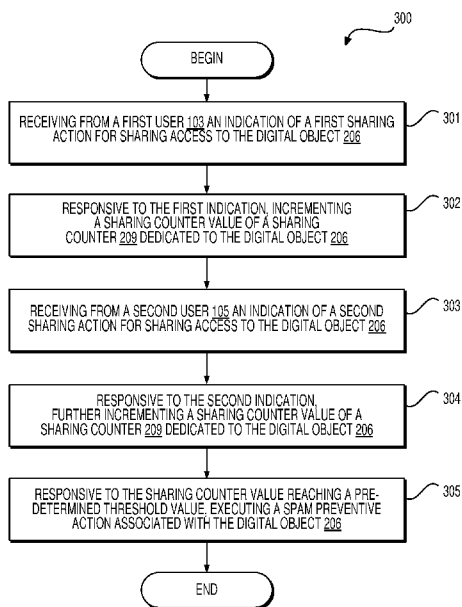 300
BEGIN
RECEIVING FROM A FIRST USER 103 AN INDICATION OF A FIRST SHARING
ACTION FOR SHARING ACCESS TO THE DIGITAL OBJECT 206
301
RESPONSIVE TO THE FIRST INDICATION, INCREMENTING
A SHARING COUNTER VALUE OF A SHARING
COUNTER 209 DEDICATED TO THE DIGITAL OBJECT 206
302
RECEIVING FROM A SECOND USER 105 AN INDICATION OF A SECOND
SHARING ACTION FOR SHARING ACCESS TO THE DIGITAL OBJECT 206
303
RESPONSIVE TO THE SECOND INDICATION,
FURTHER INCREMENTING A SHARING COUNTER VALUE OF A
SHARING COUNTER 209 DEDICATED TO THE DIGITAL OBJECT 206
304
RESPONSIVE TO THE SHARING COUNTER VALUE REACHING A PRE-
DETERMINED THRESHOLD VALUE, EXECUTING A SPAM PREVENTIVE
ACTION ASSOCIATED WITH THE DIGITAL OBJECT 206
305
END